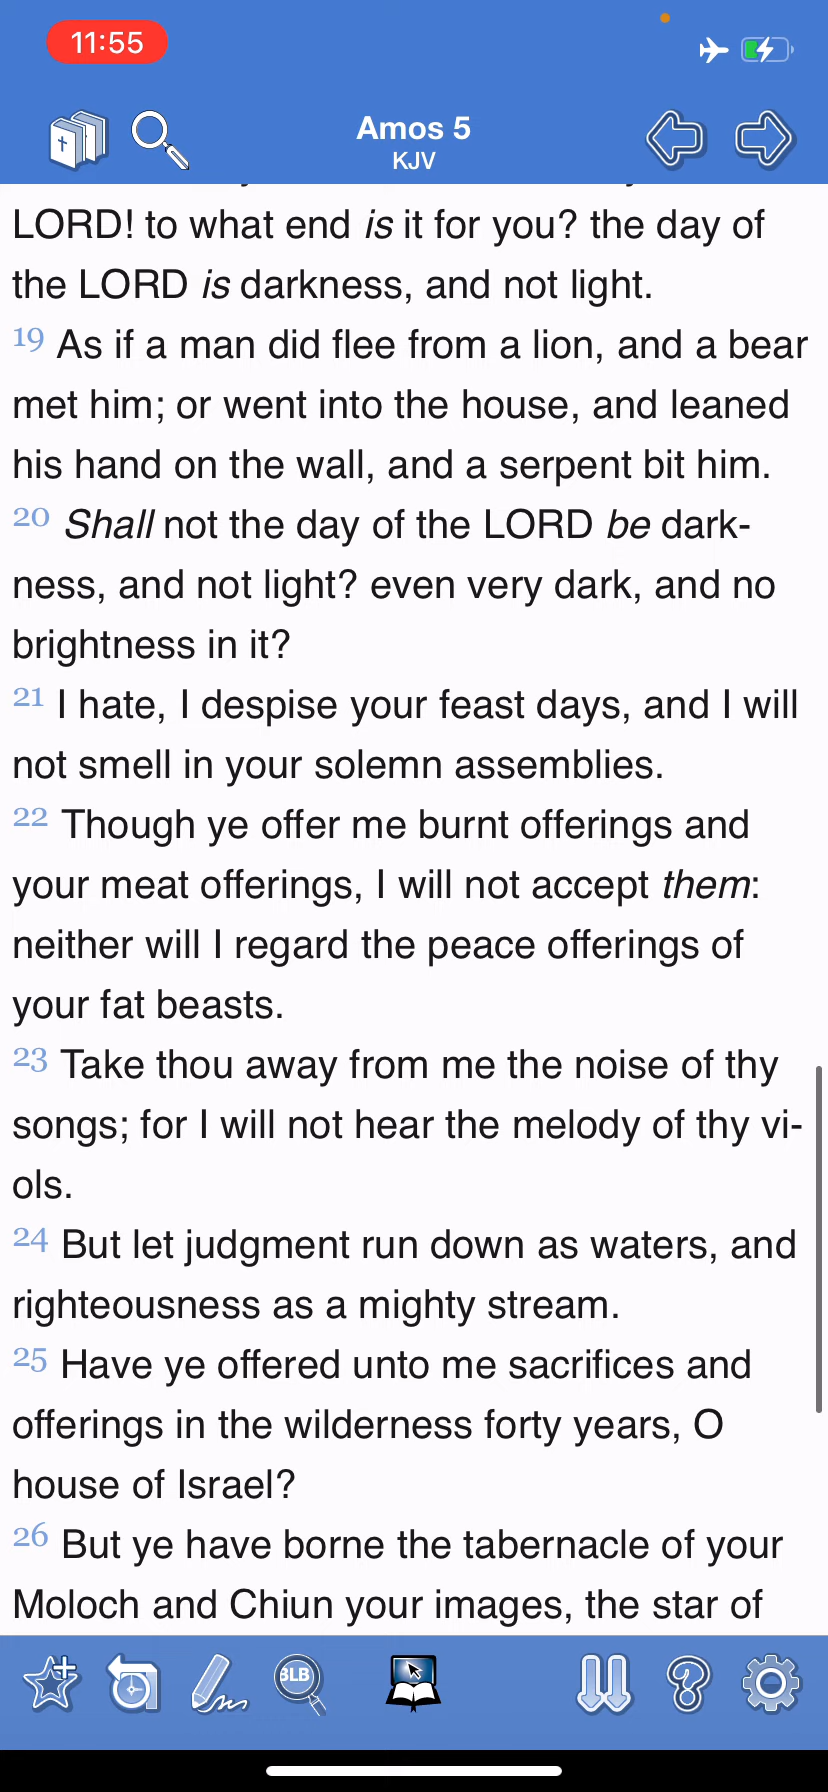 11:55
Amos 5
KJV
LORD! to what end is it for you? the day of
the LORD is darkness, and not light.
19 As if a man did flee from a lion, and a bear
met him; or went into the house, and leaned
his hand on the wall, and a serpent bit him.
20 Shall not the day of the LORD be dark-
ness, and not light? even very dark, and no
brightness in it?
21 I hate, I despise your feast days, and I will
not smell in your solemn assemblies.
22 Though ye offer me burnt offerings and
your meat offerings, I will not accept them:
neither will I regard the peace offerings of
your fat beasts.
23 Take thou away from me the noise of thy
songs; for I will not hear the melody of thy vi-
ols.
24 But let judgment run down as waters, and
righteousness as a mighty stream.
25 Have ye offered unto me sacrifices and
offerings in the wilderness forty years, O
house of Israel?
26 But ye have borne the tabernacle of your
Moloch and Chiun your images, the star of
BLB